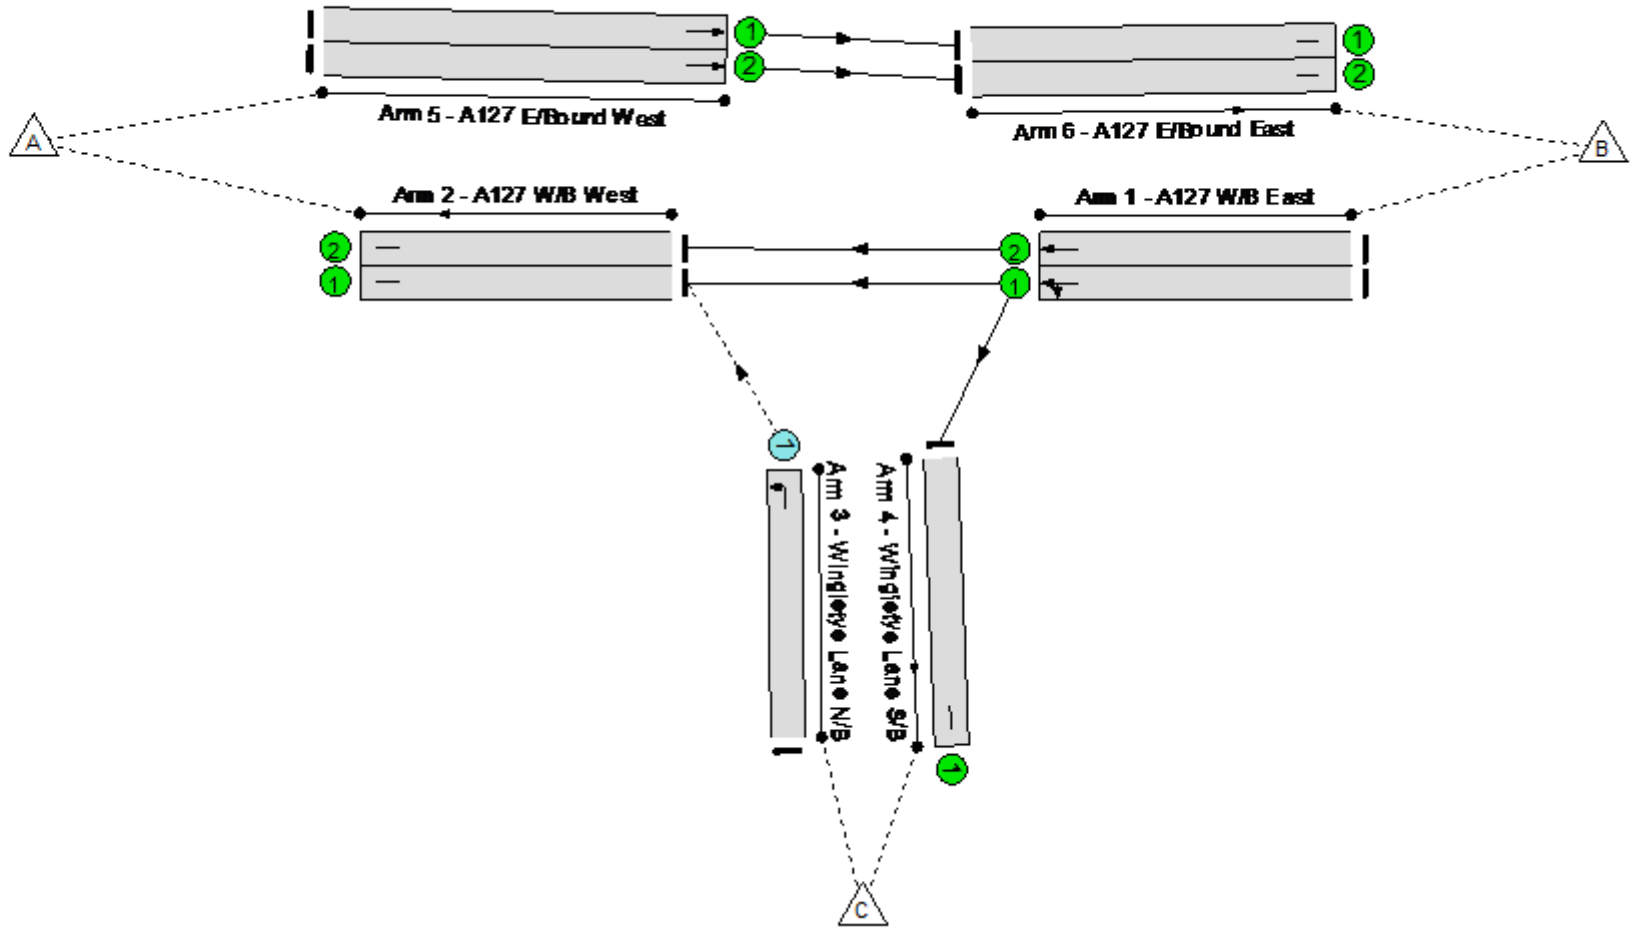 1
1
2
2
Arm 5 - A127 E/Bound West
Arm 6 - A127 E/Bound East
A
B
Arm 2 - A127 W/B West
Arm 1 - A127 W/B East
2
2
1
1
1
Arm 3 - Wingletye Lane N/B
Arm 4 - Wingletye Lane S/B
1
C